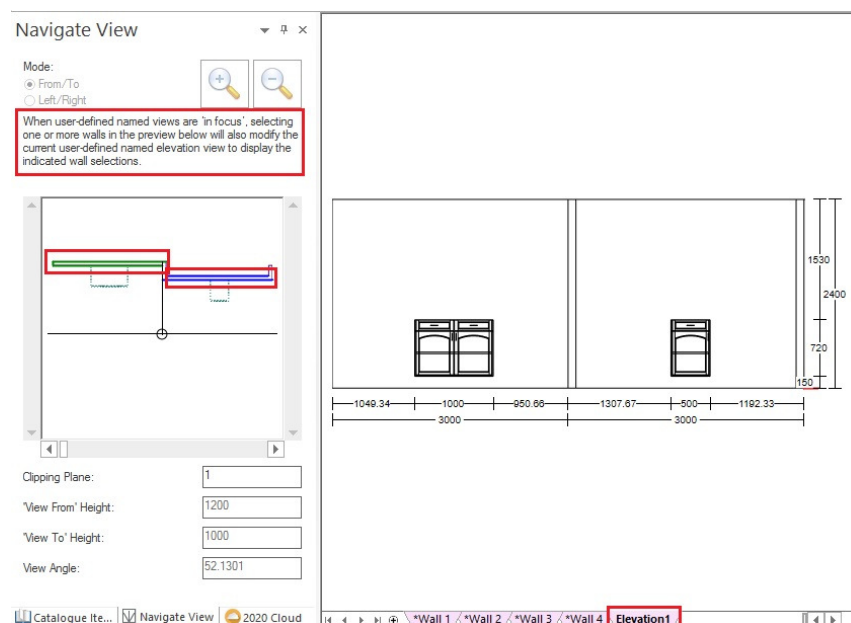 Navigate View
Mode:
From/To
Left/Right
When user-defined named views are 'in focus', selecting
one or more walls in the preview below will also modify the
current user-defined named elevation view to display the
indicated wall selections.
Clipping Plane:
1
'View From' Height:
1200
'View To' Height:
1000
View Angle:
52.1301
Catalogue Ite...
Navigate View
2020 Cloud
1530
2400
720
150
1049.34
1000
950.66
1307.67
500
1192.33
3000
3000
*Wall 1
*Wall 2
*Wall 3
*Wall 4
Elevation1